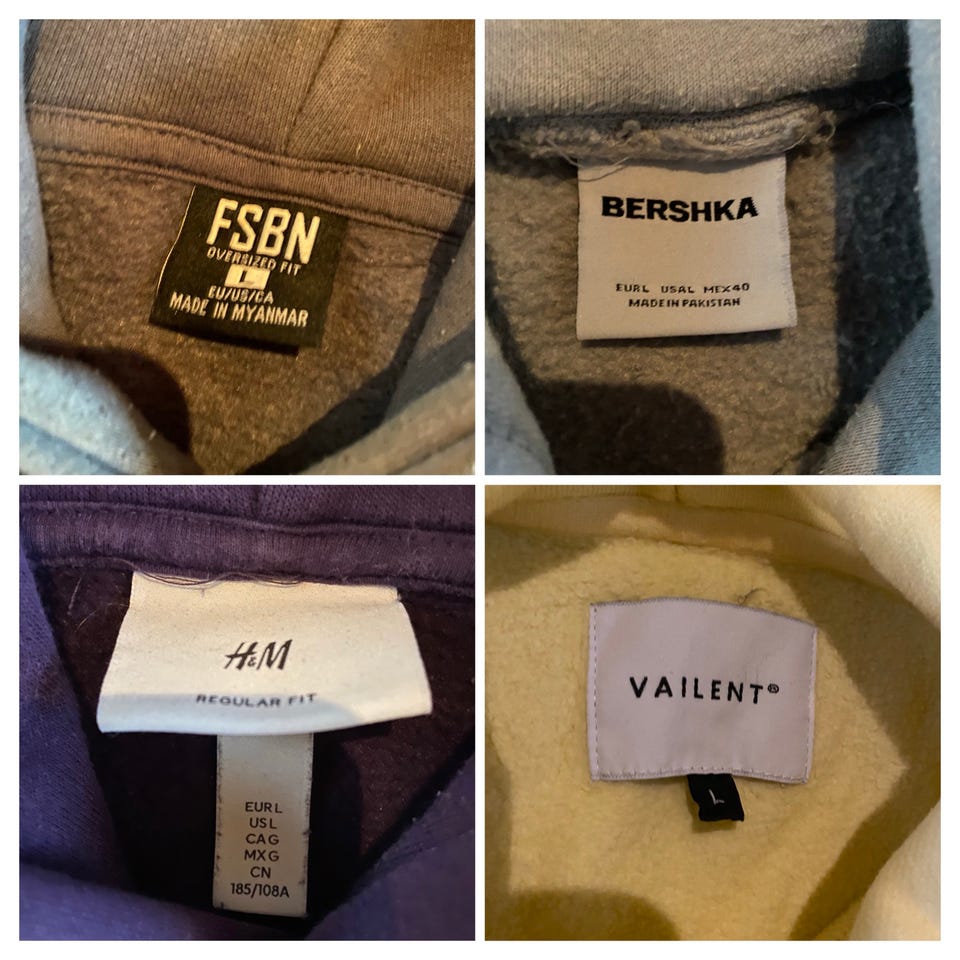 FSBN
OVERSIZED FIT
L
EU/US/CA
MADE IN MYANMAR
BERSHKA
EUR L USA L MEX 40
MADE IN PAKISTAN
H&M
REGULAR FIT
EUR L
US L
CA G
MX G
CN
185/108A
VAILENT®
L